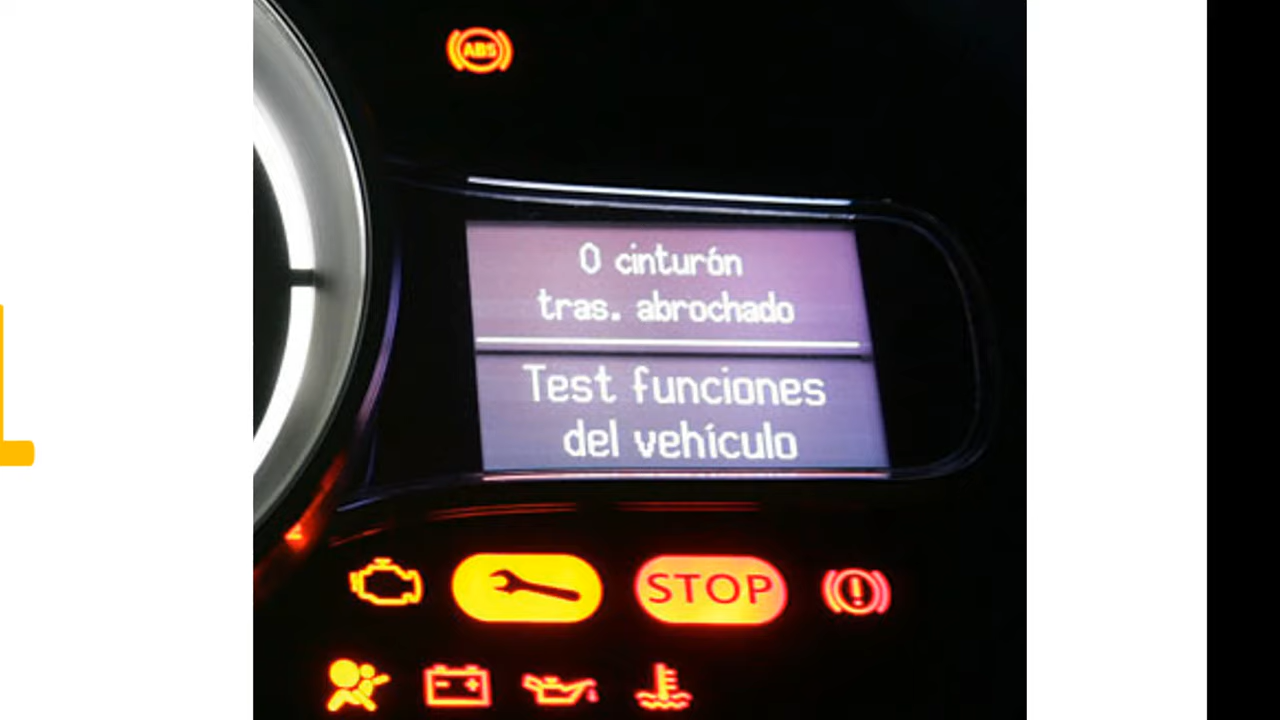 ABS
0 cinturón
tras. abrochado
Test funciones
del vehículo
STOP